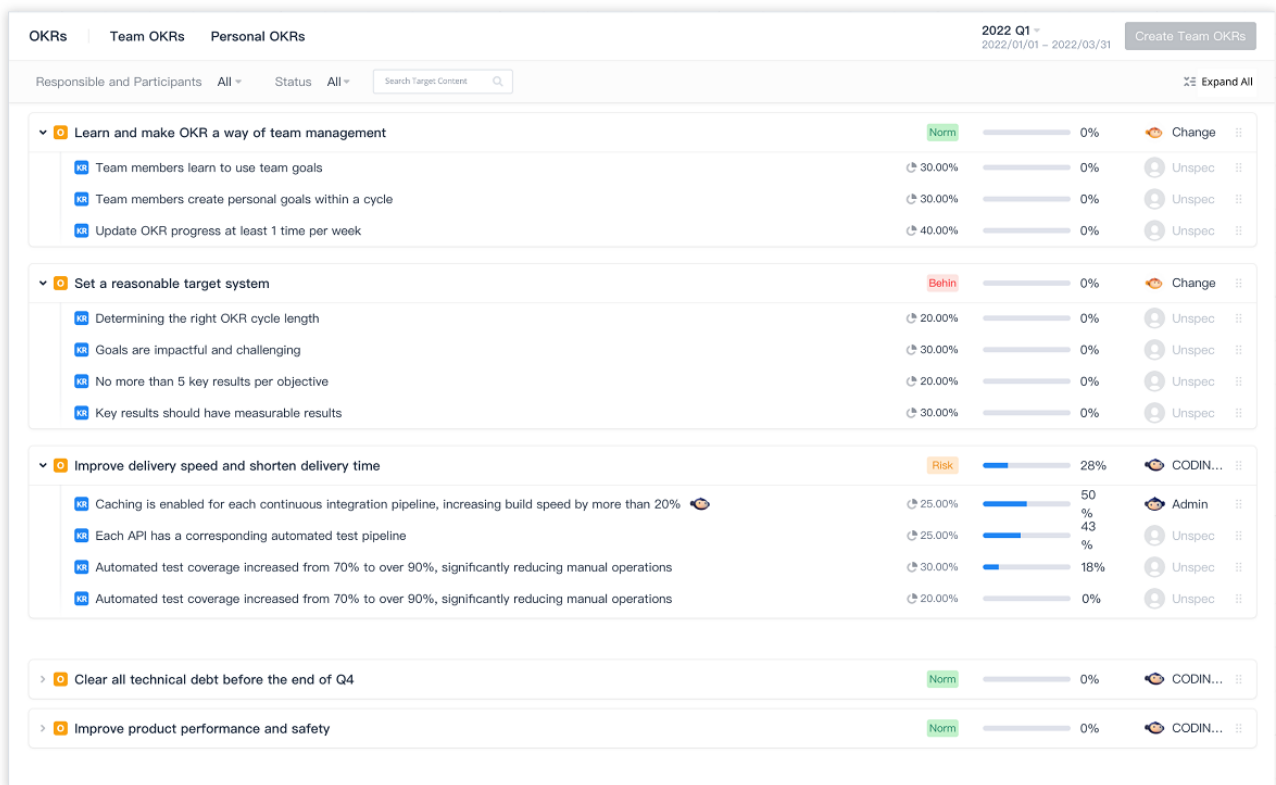 OKRs Team OKRs Personal OKRs 2022 Q1 Create Team OKRs
2022/01/01 – 2022/03/31
Responsible and Participants All Status All Search Target Content Expand All
O Learn and make OKR a way of team management Norm 0% Change
KR Team members learn to use team goals 30.00% 0% Unspec
KR Team members create personal goals within a cycle 30.00% 0% Unspec
KR Update OKR progress at least 1 time per week 40.00% 0% Unspec
O Set a reasonable target system Behin 0% Change
KR Determining the right OKR cycle length 20.00% 0% Unspec
KR Goals are impactful and challenging 30.00% 0% Unspec
KR No more than 5 key results per objective 20.00% 0% Unspec
KR Key results should have measurable results 30.00% 0% Unspec
O Improve delivery speed and shorten delivery time Risk 28% CODIN...
KR Caching is enabled for each continuous integration pipeline, increasing build speed by more than 20% 25.00% 50 % Admin
KR Each API has a corresponding automated test pipeline 25.00% 43 % Unspec
KR Automated test coverage increased from 70% to over 90%, significantly reducing manual operations 30.00% 18% Unspec
KR Automated test coverage increased from 70% to over 90%, significantly reducing manual operations 20.00% 0% Unspec
O Clear all technical debt before the end of Q4 Norm 0% CODIN...
O Improve product performance and safety Norm 0% CODIN...